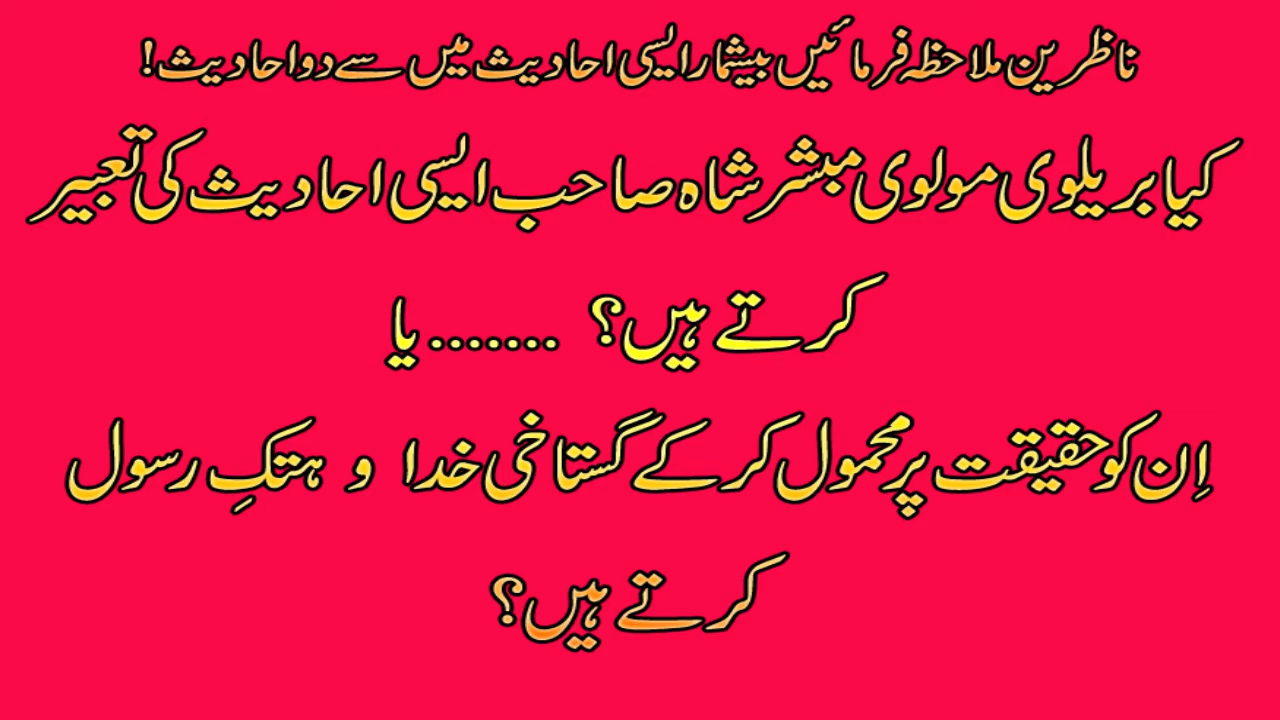 ناظرین ملاحظہ فرمائیں بیشمار ایسی احادیث میں سے دو احادیث!
کیا بریلوی مولوی مبشر شاہ صاحب ایسی احادیث کی تعبیر
کرتے ہیں؟ ....... یا
اِن کو حقیقت پر محمول کر کے گستاخی خدا و ہتکِ رسول
کرتے ہیں؟